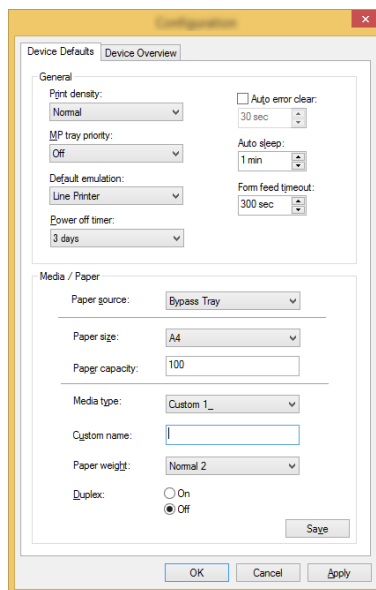 Configuration
Device Defaults
Device Overview
General
Print density:
Normal
MP tray priority:
Off
Default emulation:
Line Printer
Power off timer:
3 days
Auto error clear:
30 sec
Auto sleep:
1 min
Form feed timeout:
300 sec
Media / Paper
Paper source:
Bypass Tray
Paper size:
A4
Paper capacity:
100
Media type:
Custom 1_
Custom name:
Paper weight:
Normal 2
Duplex:
On
Off
Save
OK
Cancel
Apply